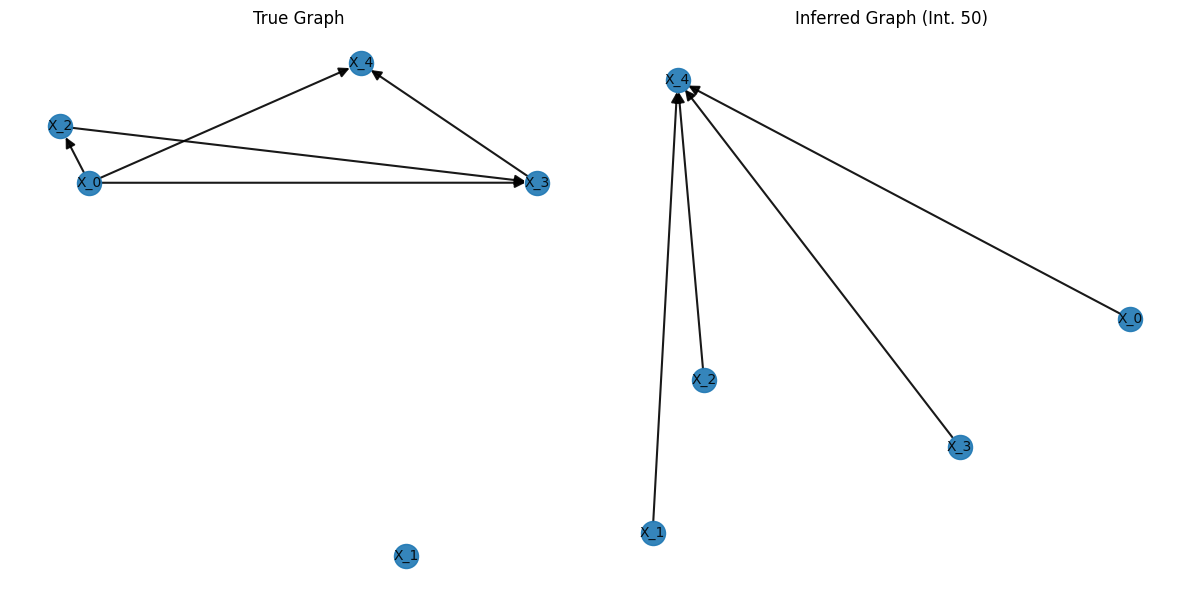 True Graph
X_4
X_2
X_0
X_3
X_1
Inferred Graph (Int. 50)
X_4
X_0
X_2
X_3
X_1